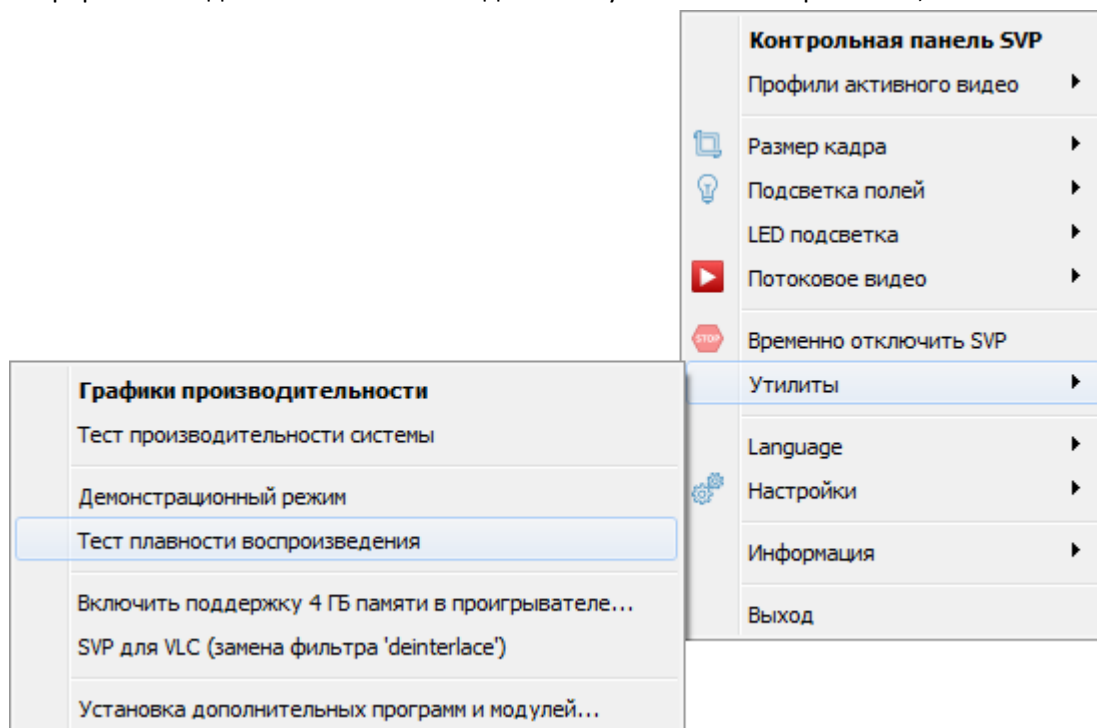 Контрольная панель SVP
Профили активного видео
Размер кадра
Подсветка полей
LED подсветка
Потоковое видео
STOP
Временно отключить SVP
Утилиты
Language
Настройки
Информация
Выход
Графики производительности
Тест производительности системы
Демонстрационный режим
Тест плавности воспроизведения
Включить поддержку 4 ГБ памяти в проигрывателе...
SVP для VLC (замена фильтра 'deinterlace')
Установка дополнительных программ и модулей...